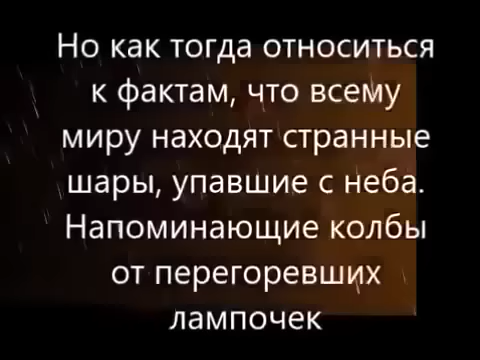 Но как тогда относиться
к фактам, что всему
миру находят странные
шары, упавшие с неба.
Напоминающие колбы
от перегоревших
лампочек